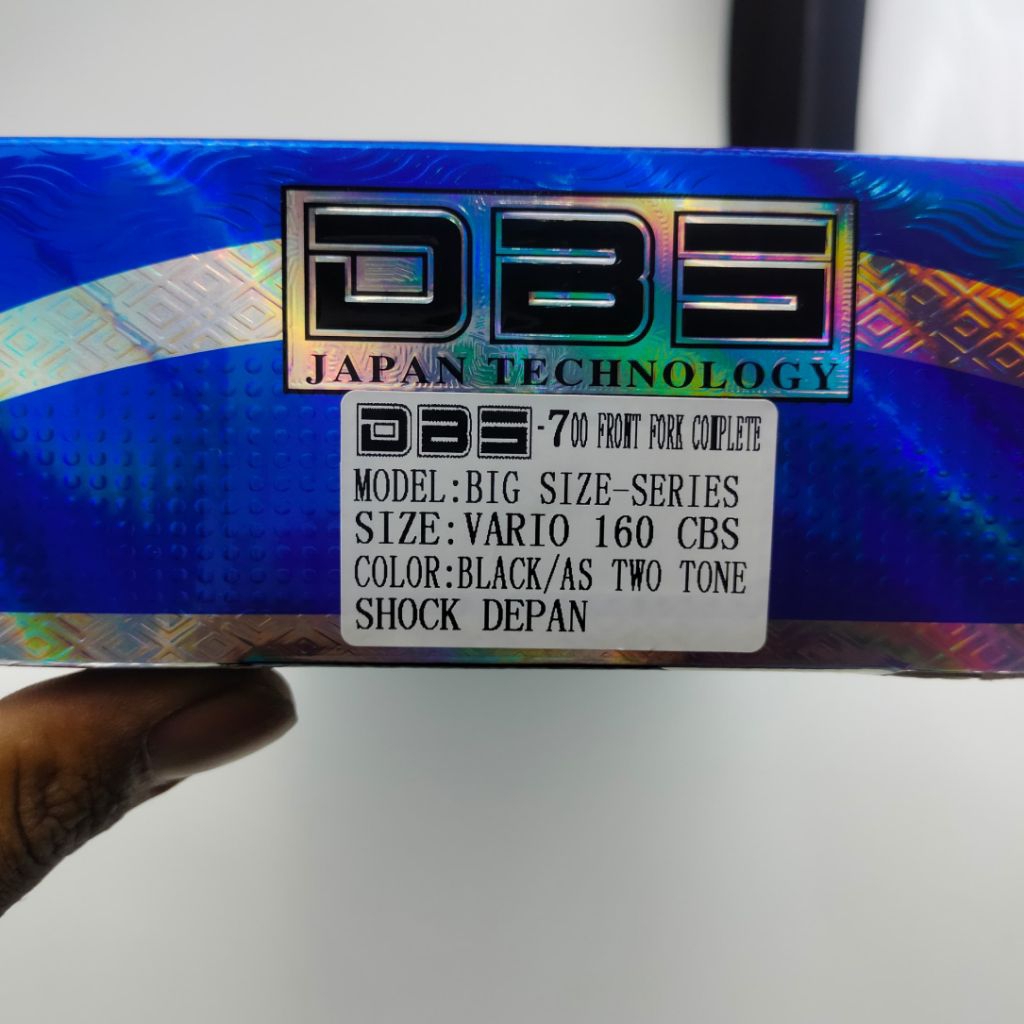 DBS
JAPAN TECHNOLOGY
DBS-700 FRONT FORK COMPLETE
MODEL:BIG SIZE-SERIES
SIZE:VARIO 160 CBS
COLOR:BLACK/AS TWO TONE
SHOCK DEPAN